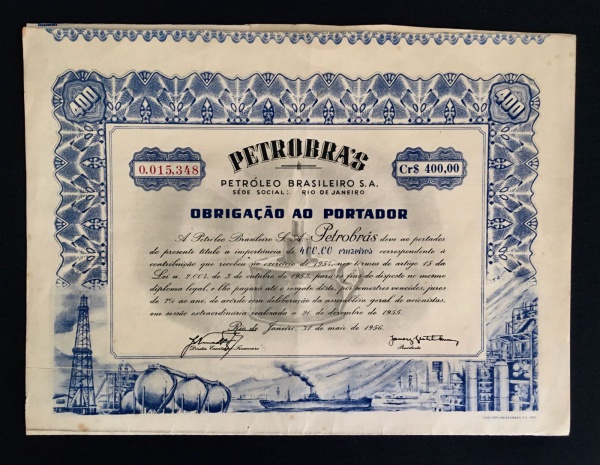 400
400
PETROBRÁS
0.015.348
Cr$ 400,00
PETRÓLEO BRASILEIRO S.A.
SÉDE SOCIAL: RIO DE JANEIRO
OBRIGAÇÃO AO PORTADOR
A Petróleo Brasileiro S.A - Petrobrás deve ao portador
do presente titulo a importância de 400,00 cruzeiros correspondente à
contribuição que recebeu no exercício de 1954, nos termos do artigo 15 da
Lei n. 2.004, de 3 de outubro de 1953, para os fins do disposto no mesmo
diploma legal, e lhe pagará até o resgate dêste, por semestres vencidos, juros
de 7% ao ano, de acôrdo com deliberação da assembléia geral de acionistas,
em sessão extraordinária realizada a 21 de dezembro de 1955.
Rio de Janeiro, 31 de maio de 1956.
Diretor Financeiro
Presidente